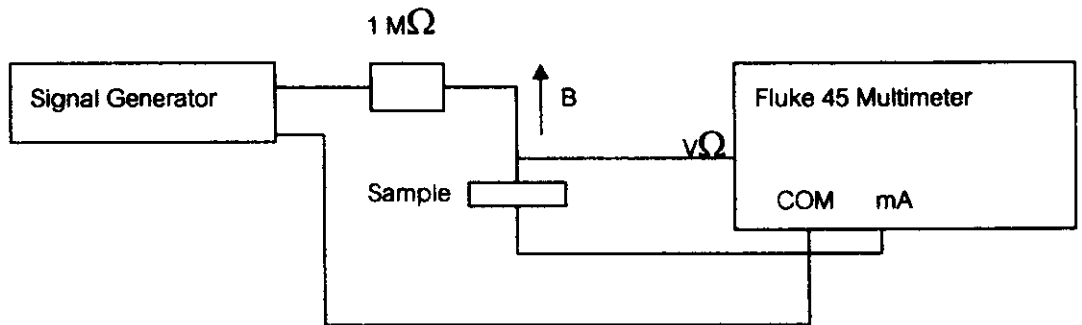 1 MΩ
Signal Generator
B
Fluke 45 Multimeter
VΩ
Sample
COM mA